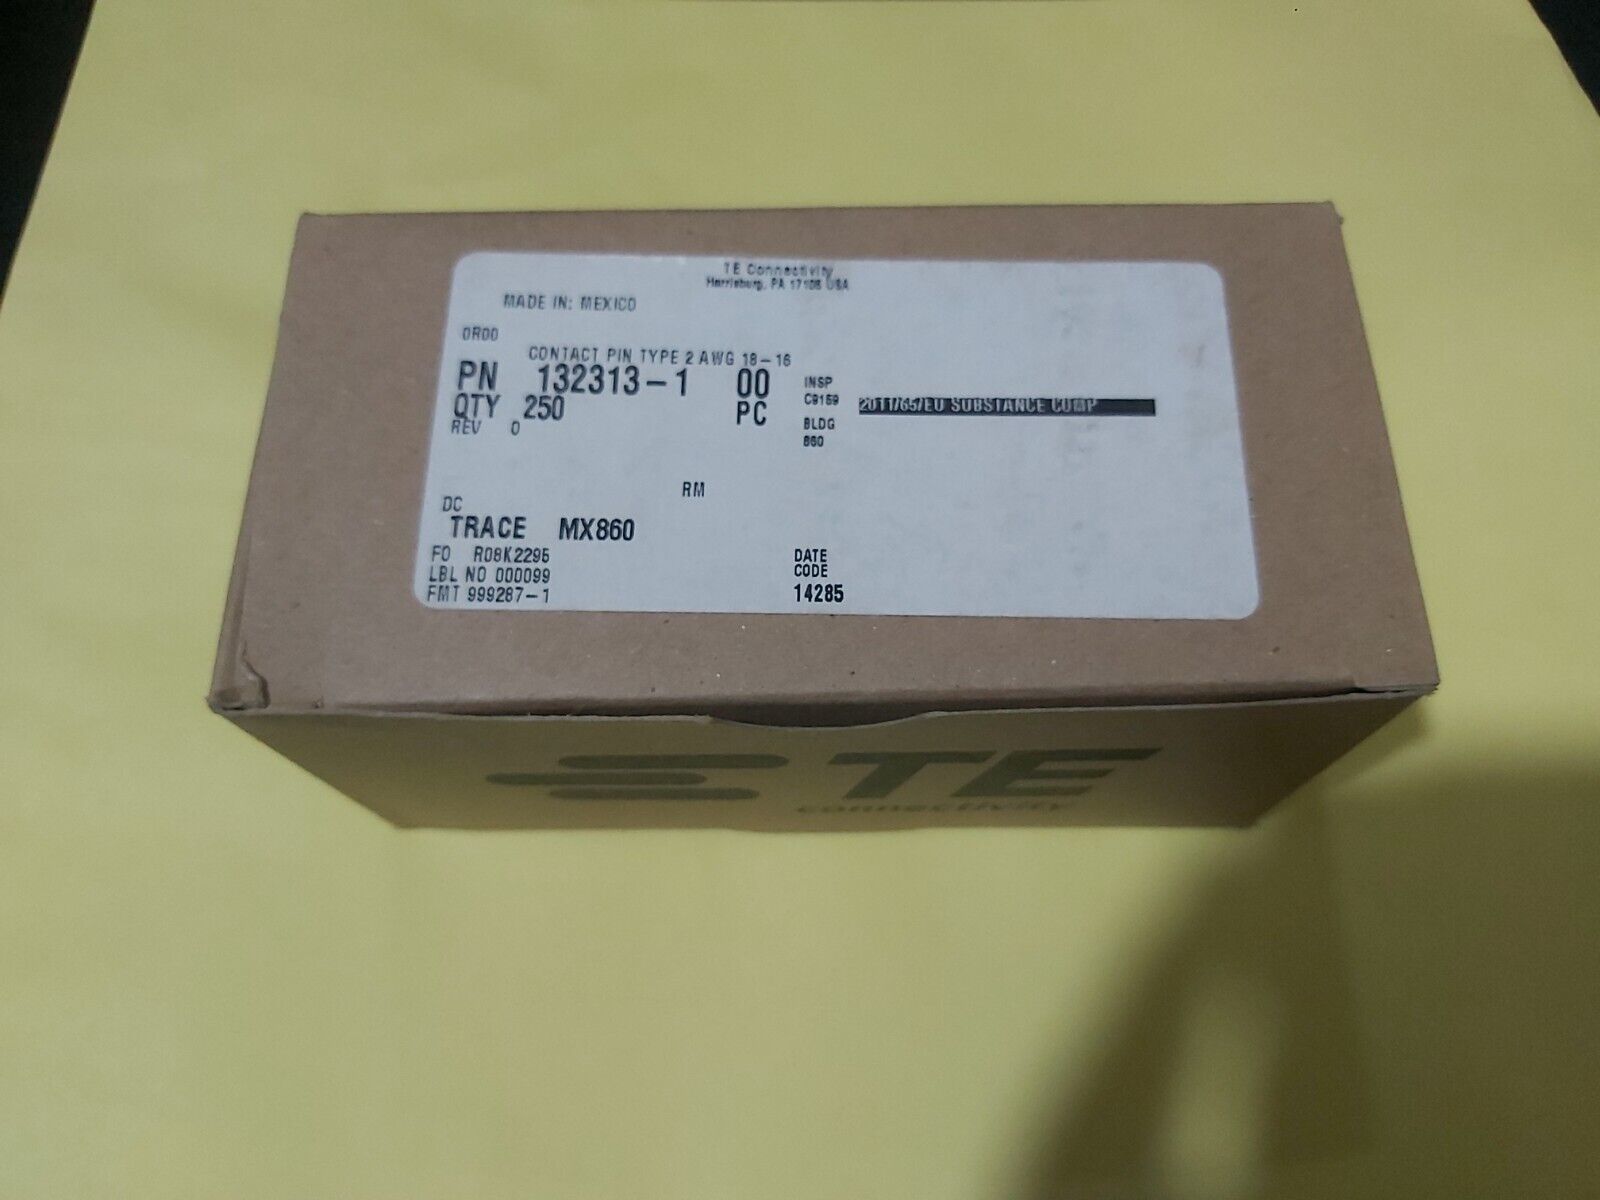 TE Connectivity
Harrisburg, PA 17108 USA
MADE IN: MEXICO
0R00
CONTACT PIN TYPE 2 AWG 18-16
PN 132313-1 00
QTY 250 PC
REV 0
INSP
C9159
2011/65/EU SUBSTANCE COMP
BLDG
860
RM
DC
TRACE MX860
FO R08K2295
LBL NO 000099
FMT 999287-1
DATE
CODE
14285
TE
connectivity